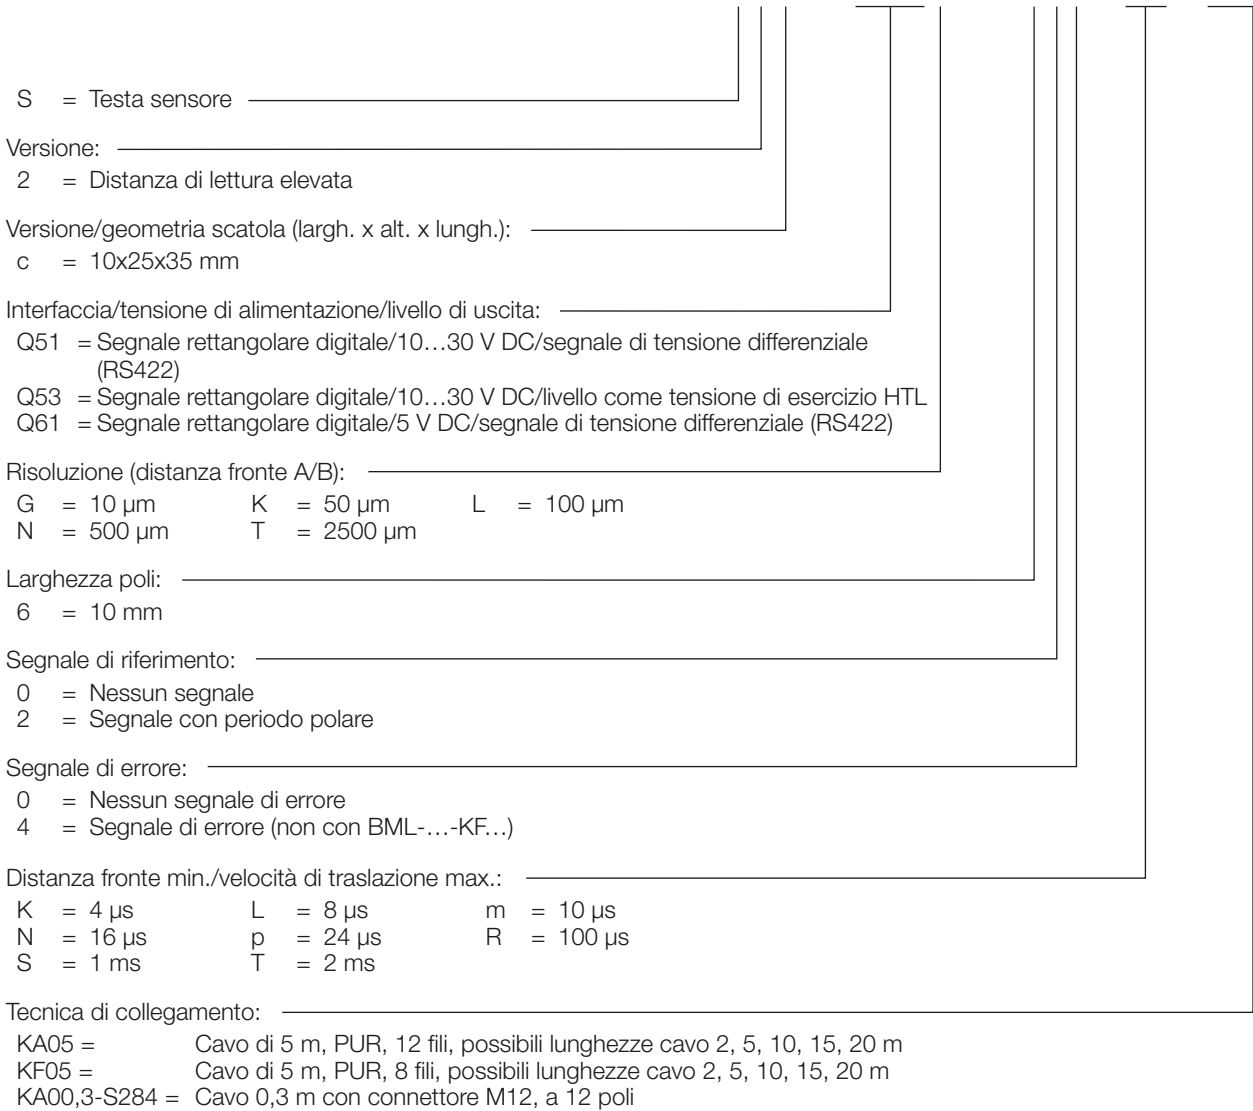 S = Testa sensore
Versione:
2 = Distanza di lettura elevata
Versione/geometria scatola (largh. x alt. x lungh.):
c = 10x25x35 mm
Interfaccia/tensione di alimentazione/livello di uscita:
Q51 = Segnale rettangolare digitale/10…30 V DC/segnale di tensione differenziale
(RS422)
Q53 = Segnale rettangolare digitale/10…30 V DC/livello come tensione di esercizio HTL
Q61 = Segnale rettangolare digitale/5 V DC/segnale di tensione differenziale (RS422)
Risoluzione (distanza fronte A/B):
G = 10 µm K = 50 µm L = 100 µm
N = 500 µm T = 2500 µm
Larghezza poli:
6 = 10 mm
Segnale di riferimento:
0 = Nessun segnale
2 = Segnale con periodo polare
Segnale di errore:
0 = Nessun segnale di errore
4 = Segnale di errore (non con BML-…-KF…)
Distanza fronte min./velocità di traslazione max.:
K = 4 µs L = 8 µs m = 10 µs
N = 16 µs p = 24 µs R = 100 µs
S = 1 ms T = 2 ms
Tecnica di collegamento:
KA05 = Cavo di 5 m, PUR, 12 fili, possibili lunghezze cavo 2, 5, 10, 15, 20 m
KF05 = Cavo di 5 m, PUR, 8 fili, possibili lunghezze cavo 2, 5, 10, 15, 20 m
KA00,3-S284 = Cavo 0,3 m con connettore M12, a 12 poli